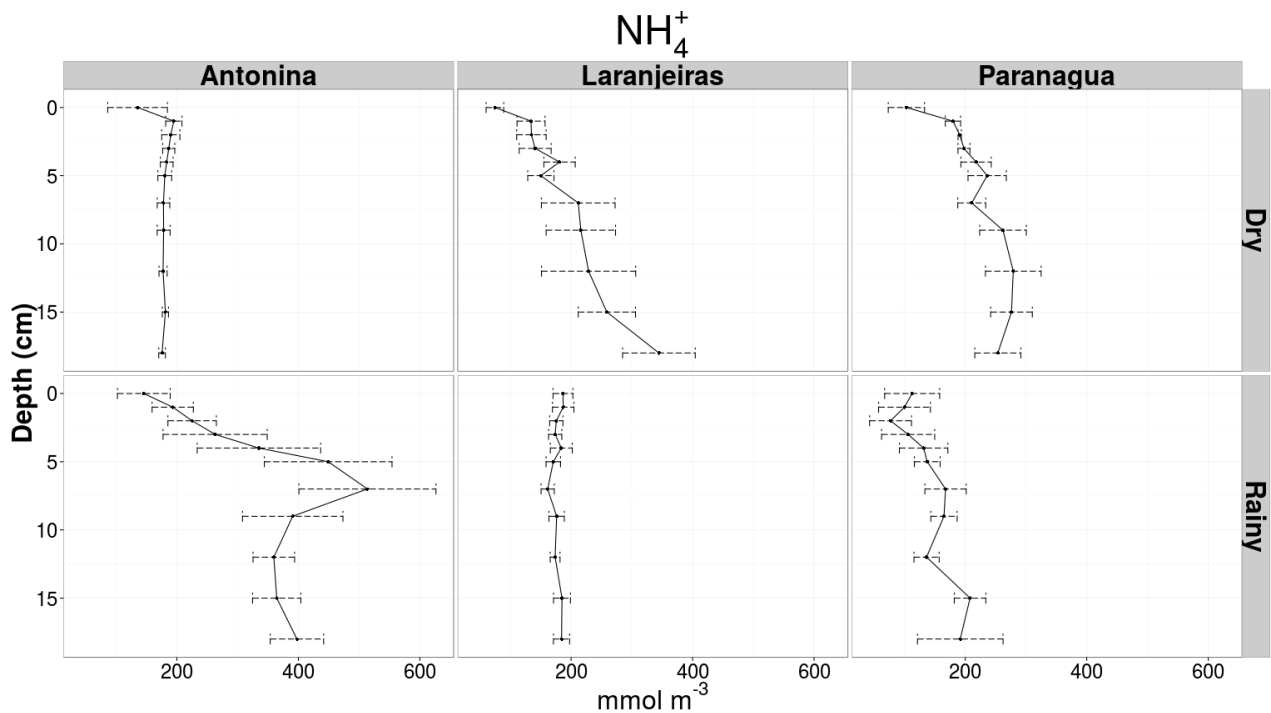 NH₄⁺
Antonina Laranjeiras Paranagua
0
5
10
15
Dry
Depth (cm)
0
5
10
15
Rainy
200 400 600 200 400 600 200 400 600
mmol m⁻³